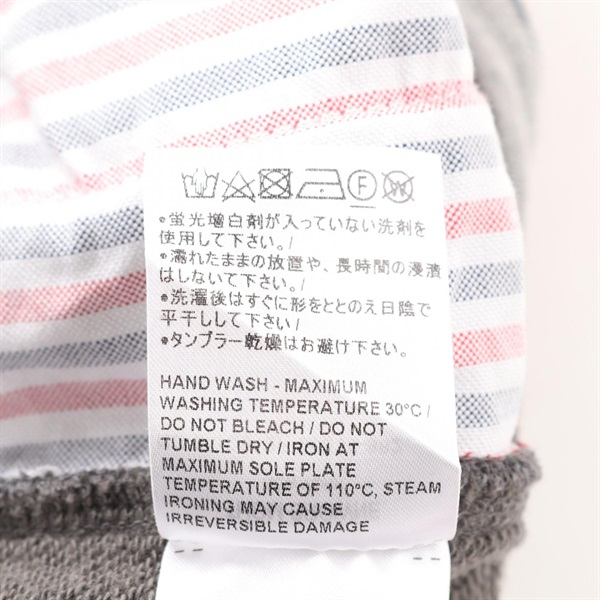 F W
●蛍光増白剤が入っていない洗剤を
使用して下さい。/
●濡れたままの放置や、長時間の浸漬
はしないで下さい。/
●洗濯後はすぐに形をととのえ日陰で
平干しして下さい。/
●タンブラー乾燥はお避け下さい。
HAND WASH - MAXIMUM
WASHING TEMPERATURE 30°C /
DO NOT BLEACH / DO NOT
TUMBLE DRY / IRON AT
MAXIMUM SOLE PLATE
TEMPERATURE OF 110°C, STEAM
IRONING MAY CAUSE
IRREVERSIBLE DAMAGE